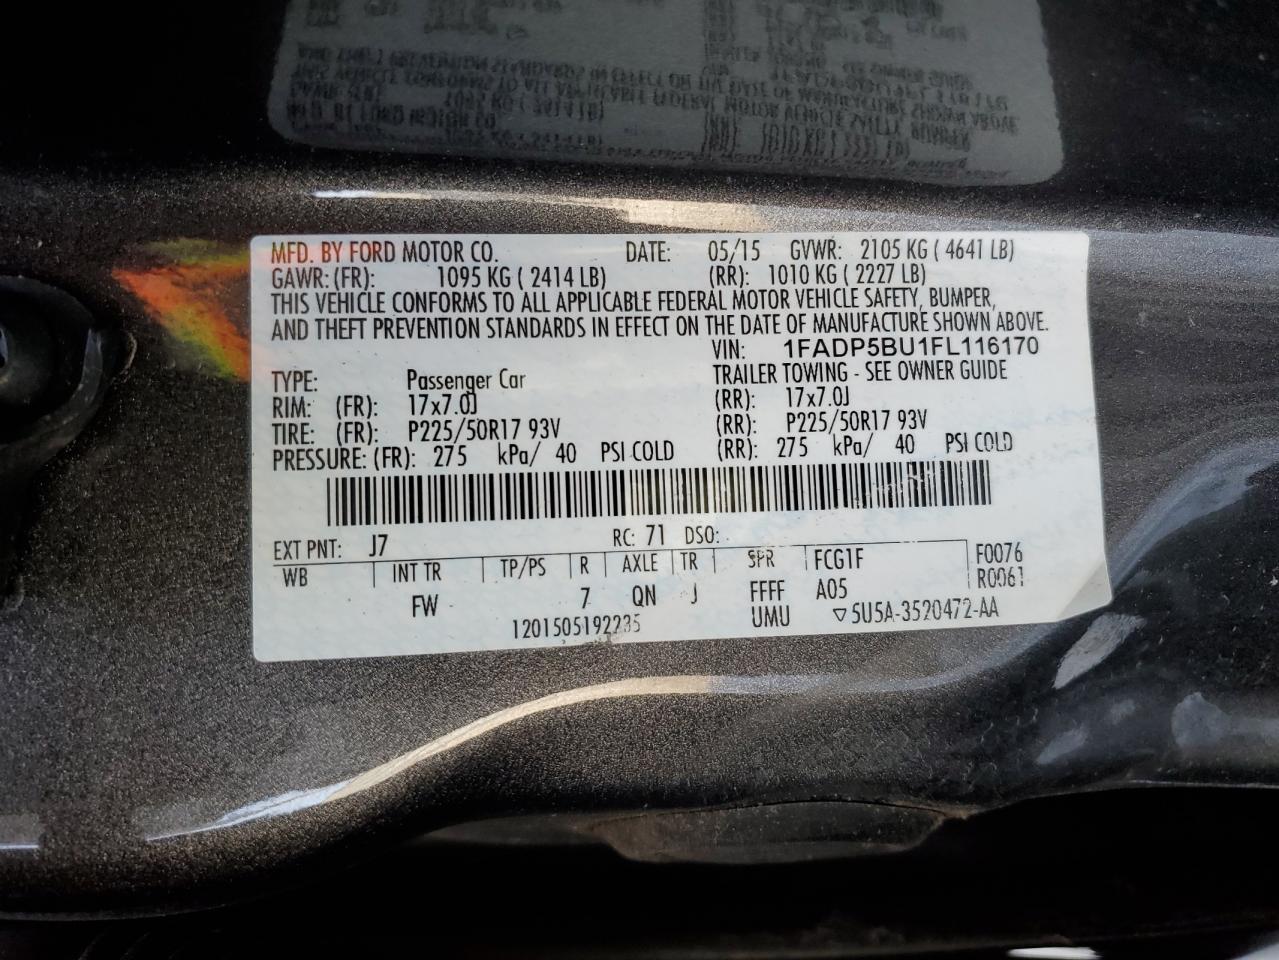 MFD. BY FORD MOTOR CO. DATE: 05/15 GVWR: 2105 KG ( 4641 LB)
GAWR: (FR): 1095 KG ( 2414 LB) (RR): 1010 KG ( 2227 LB)
THIS VEHICLE CONFORMS TO ALL APPLICABLE FEDERAL MOTOR VEHICLE SAFETY, BUMPER,
AND THEFT PREVENTION STANDARDS IN EFFECT ON THE DATE OF MANUFACTURE SHOWN ABOVE.
VIN: 1FADP5BU1FL116170
TYPE: Passenger Car TRAILER TOWING - SEE OWNER GUIDE
RIM: (FR): 17x7.0J (RR): 17x7.0J
TIRE: (FR): P225/50R17 93V (RR): P225/50R17 93V
PRESSURE: (FR): 275 kPa/ 40 PSI COLD (RR): 275 kPa/ 40 PSI COLD
EXT PNT: J7 RC: 71 DSO:
WB INT TR TP/PS R AXLE TR SPR FCG1F F0076
FW 7 QN J FFFF A05 R0061
1201505192235 UMU ▽5U5A-3520472-AA